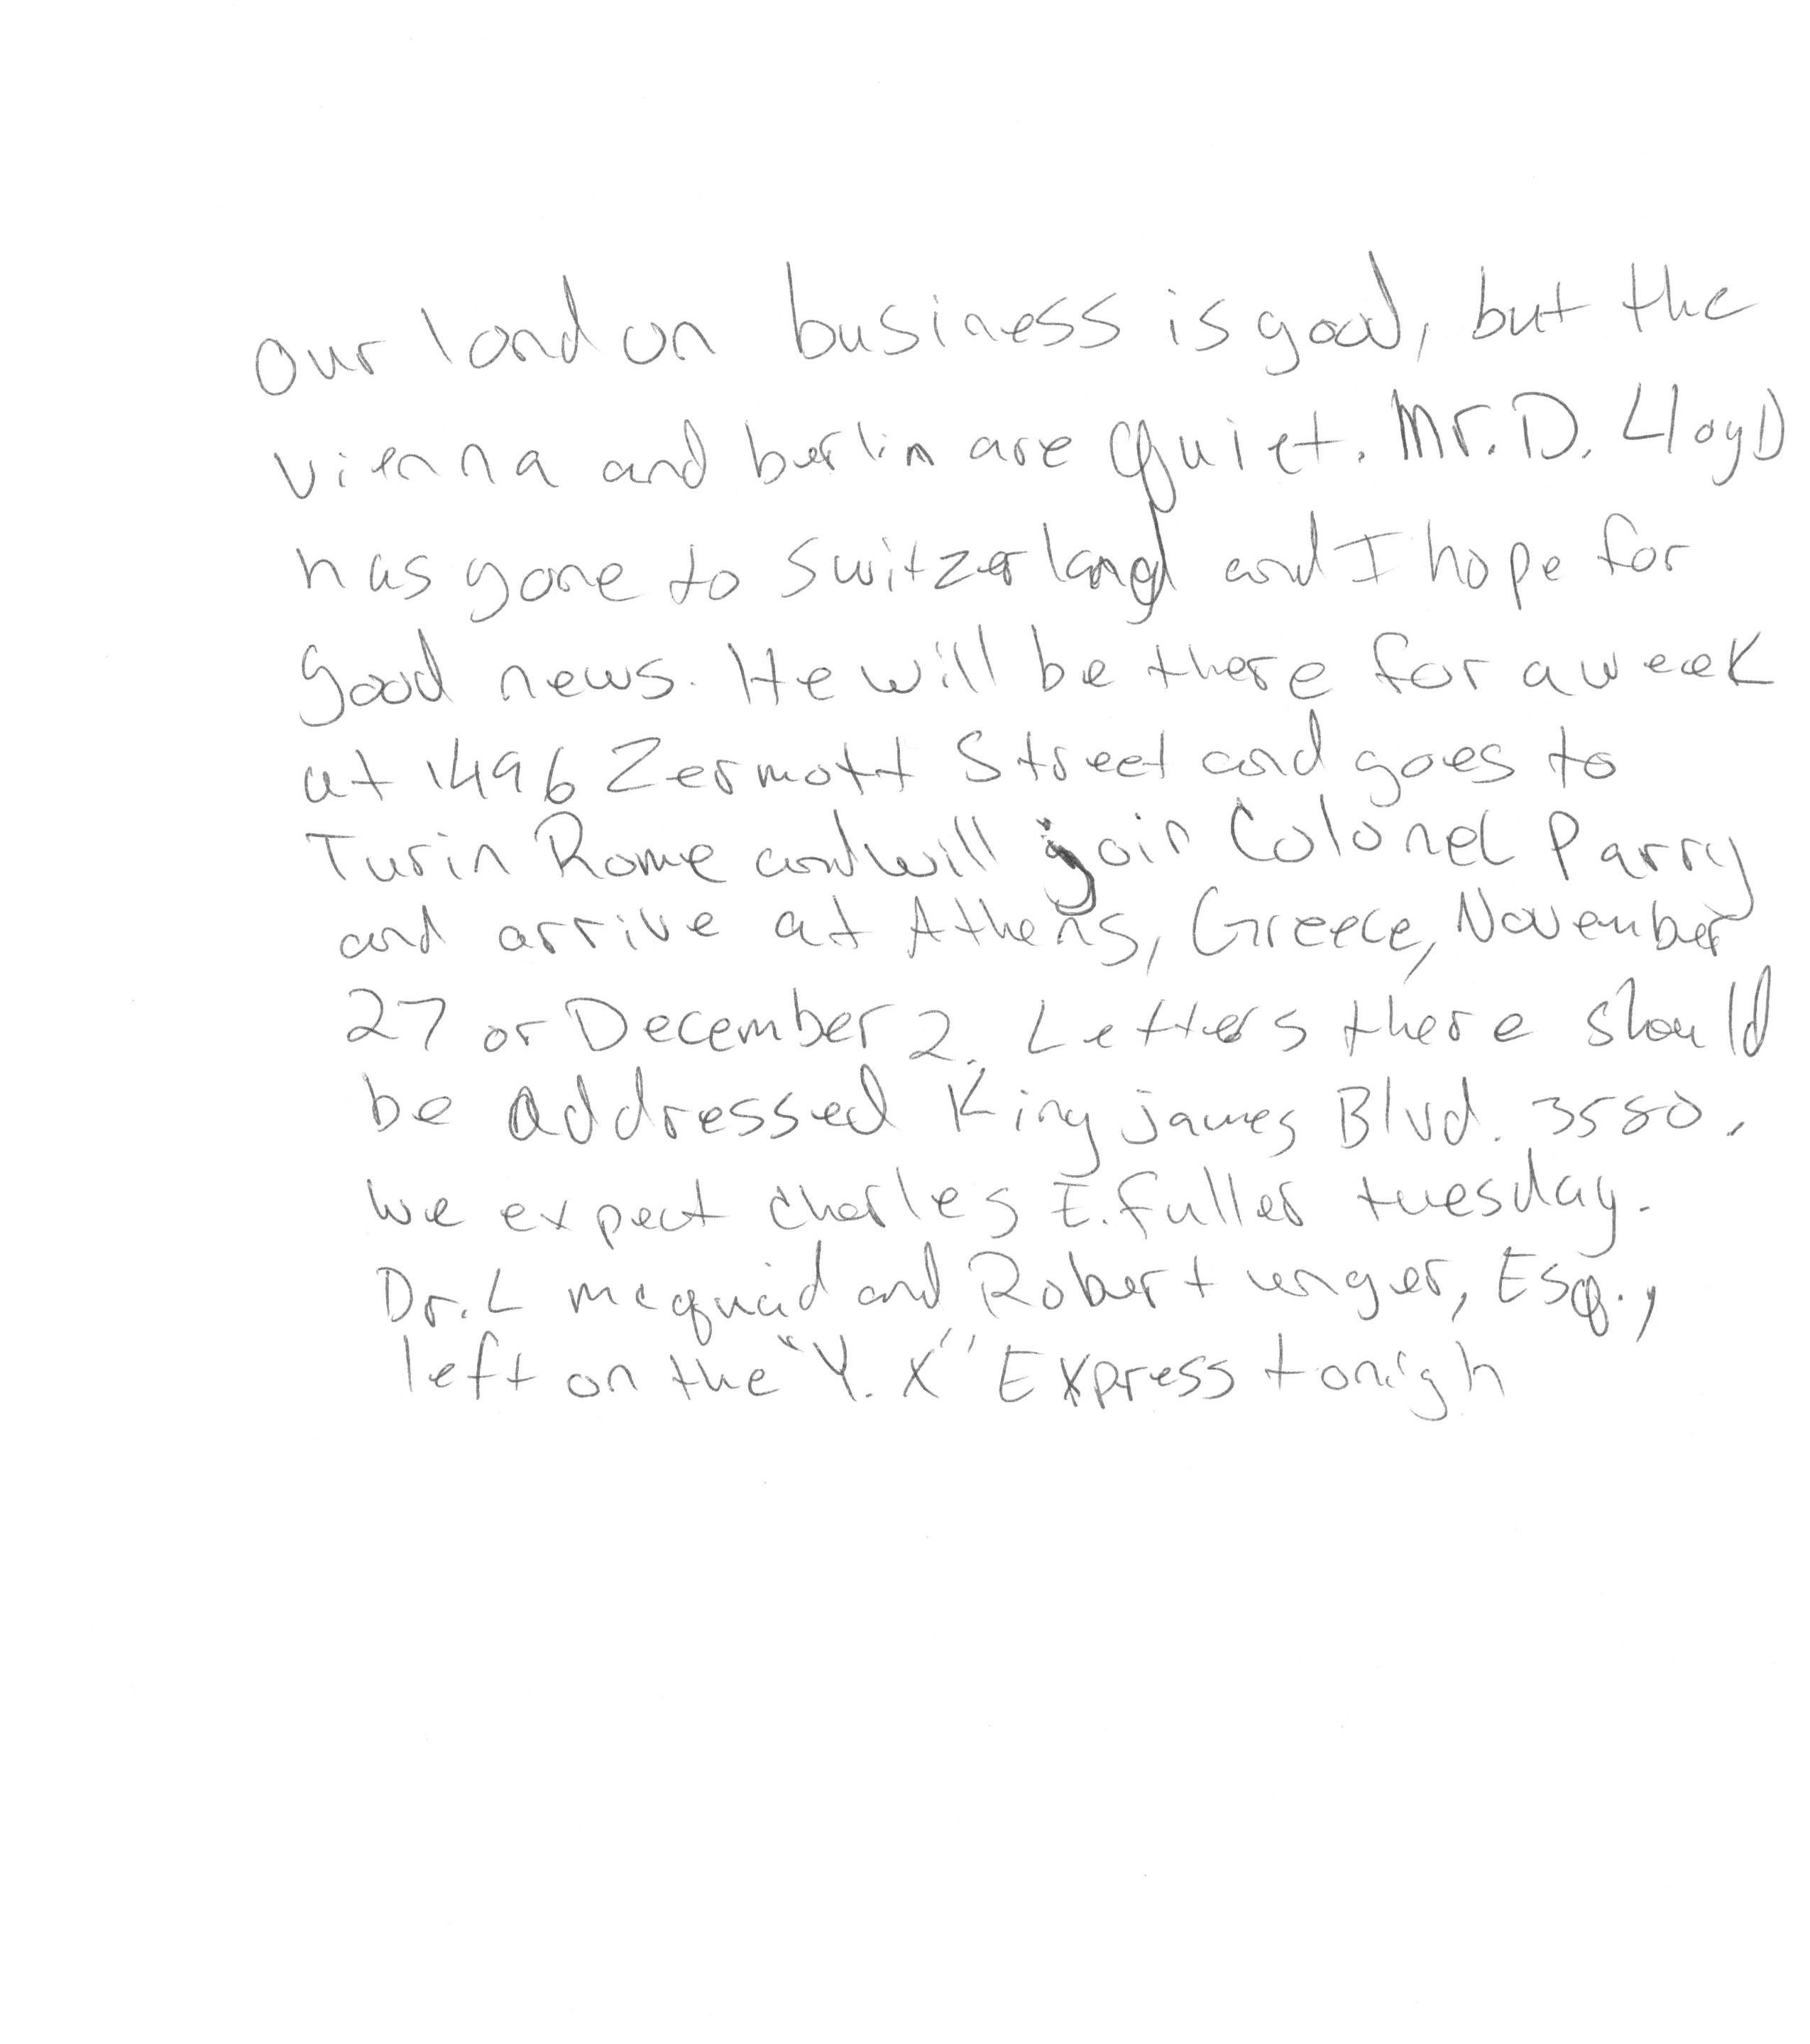 our london business is good, but the
vienna and berlin are quiet. Mr. D. LloyD
has gone to switzerland and I hope for
good news. He will be there for a week
at 1496 Zermott Street and goes to
Turin Rome and will join Colonel Parry
and arrive at Athens, Greece, November
27 or December 2. Letters there should
be addressed King james Blvd. 3580.
we expect charles E. fuller tuesday.
Dr. L mcquaid and Robert unger, Esq.,
left on the "Y. X" Express tonigh